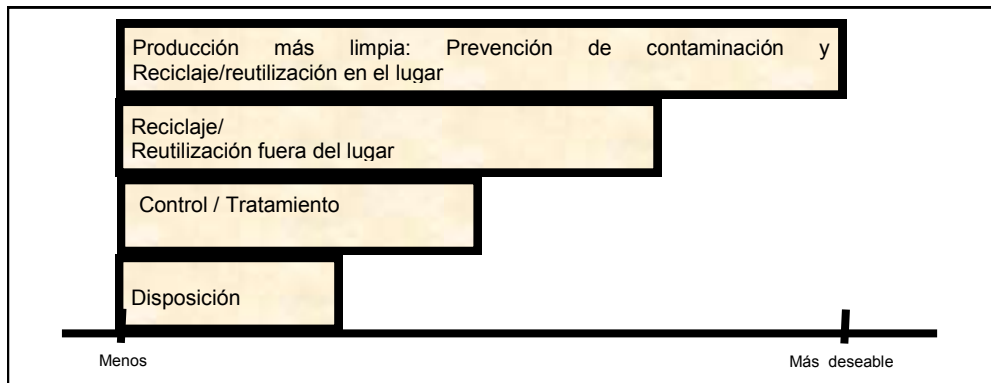 Producción más limpia: Prevención de contaminación y
Reciclaje/reutilización en el lugar
Reciclaje/
Reutilización fuera del lugar
Control / Tratamiento
Disposición
Menos
Más deseable